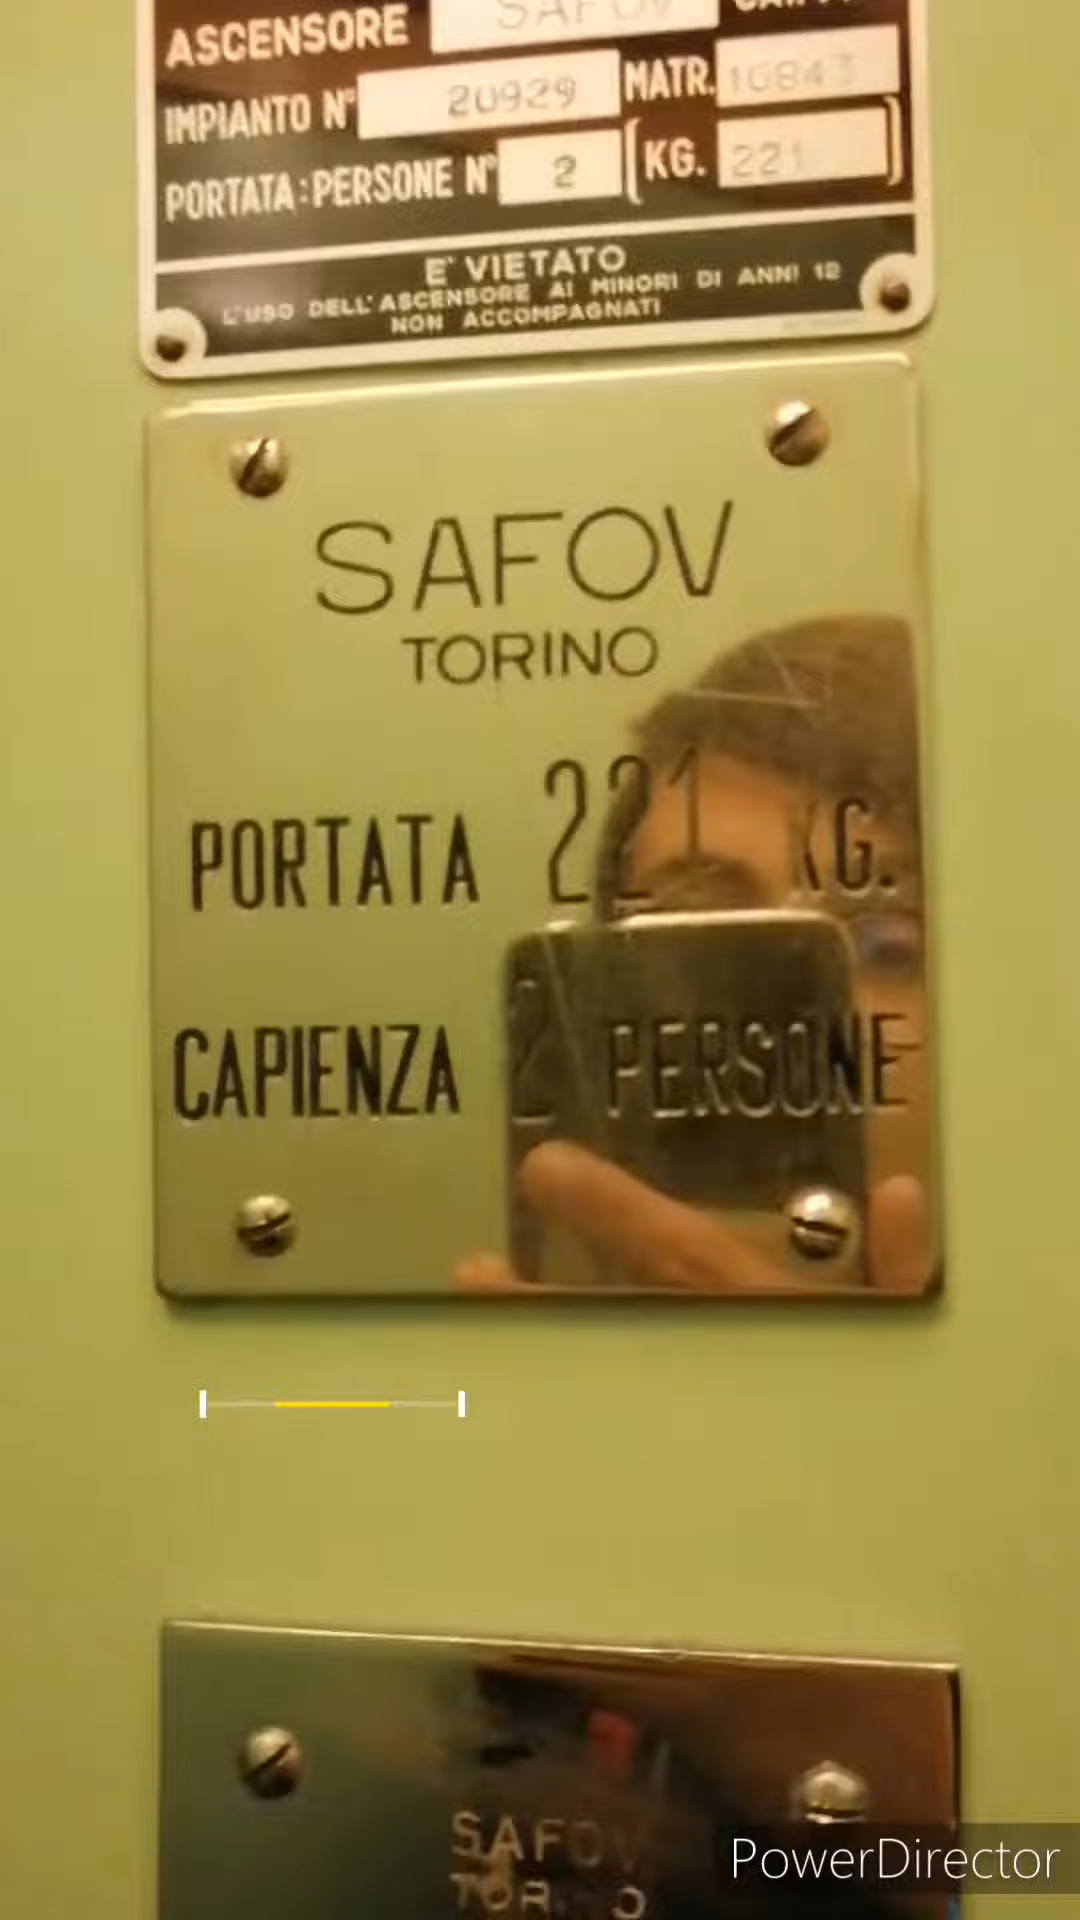 ASCENSORE SAFOV
IMPIANTO N° 20929 MATR. 10843
PORTATA: PERSONE N° 2 (KG. 221)
E' VIETATO
L'USO DELL'ASCENSORE AI MINORI DI ANNI 12
NON ACCOMPAGNATI
SAFOV
TORINO
PORTATA 221 KG.
CAPIENZA 2 PERSONE
SAFOV
TORINO
PowerDirector